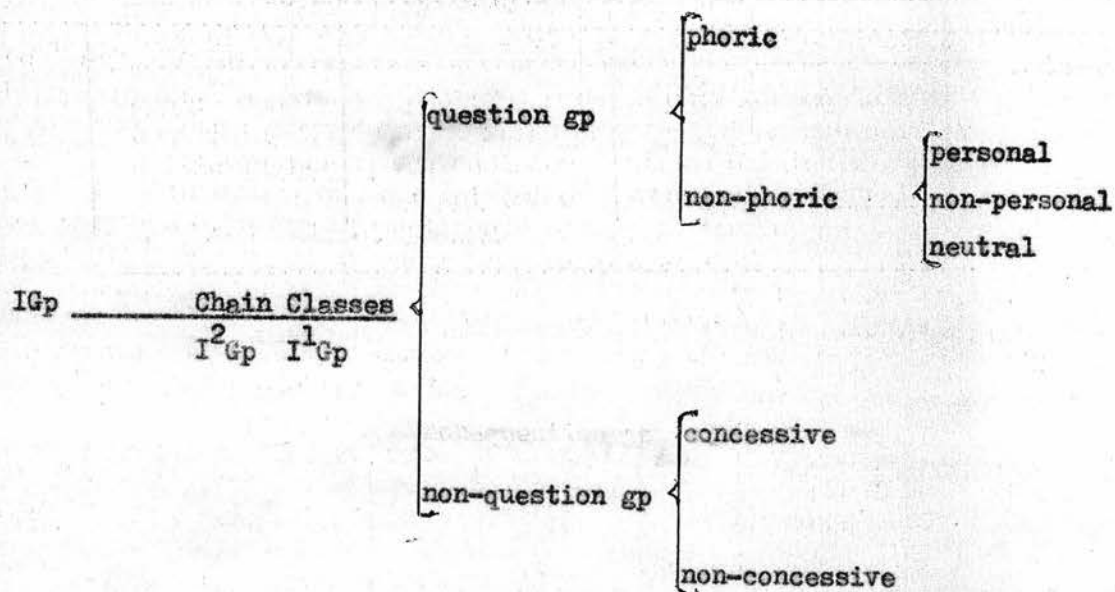 phoric
question gp
non-phoric
personal
non-personal
neutral
IGp Chain Classes
I²Gp I¹Gp
concessive
non-question gp
non-concessive